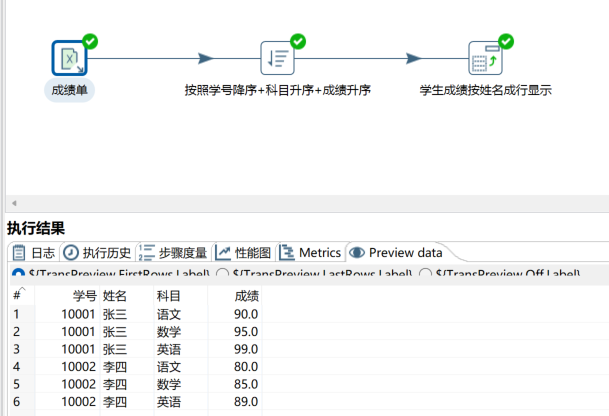 成绩单 按照学号降序+科目升序+成绩升序 学生成绩按姓名成行显示
执行结果
日志 执行历史 步骤度量 性能图 Metrics Preview data
${TransPreview.FirstRows.Label} ${TransPreview.LastRows.Label} ${TransPreview.Off.Label}
# 学号 姓名 科目 成绩
1 10001 张三 语文 90.0
2 10001 张三 数学 95.0
3 10001 张三 英语 99.0
4 10002 李四 语文 80.0
5 10002 李四 数学 85.0
6 10002 李四 英语 89.0